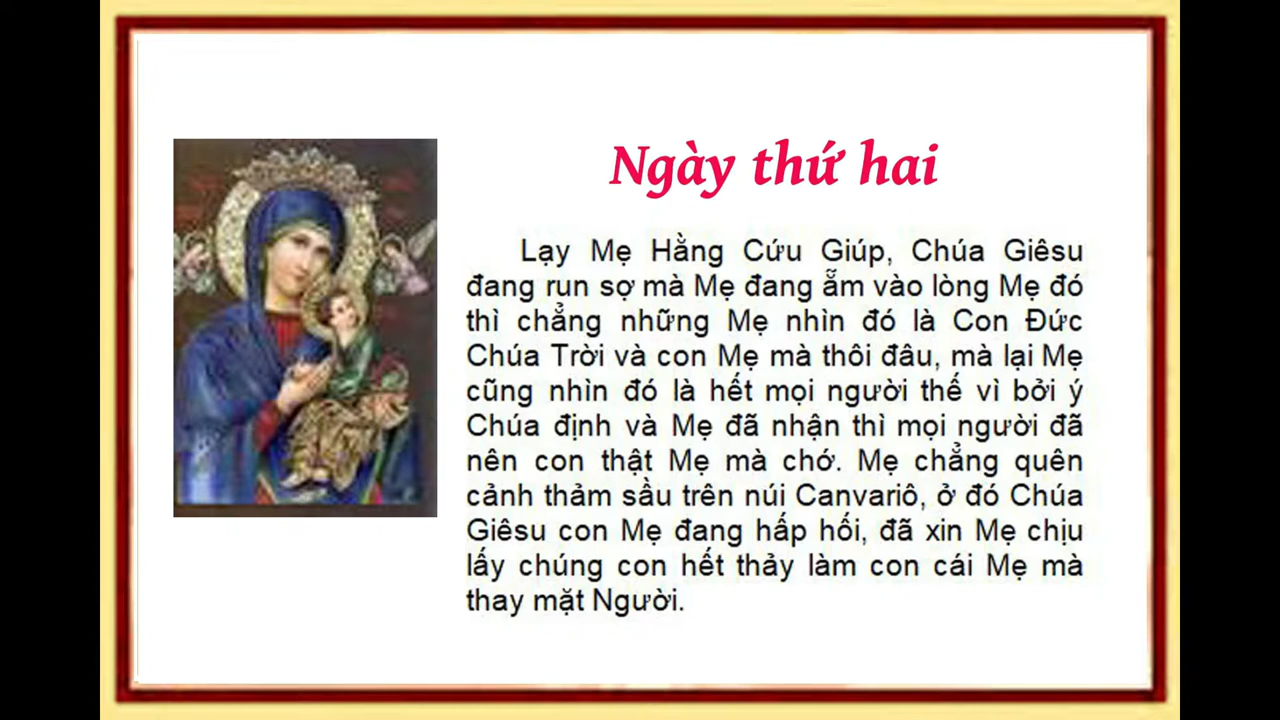 Ngày thứ hai
Lạy Mẹ Hằng Cứu Giúp, Chúa Giêsu
đang run sợ mà Mẹ đang ẵm vào lòng Mẹ đó
thì chẳng những Mẹ nhìn đó là Con Đức
Chúa Trời và con Mẹ mà thôi đâu, mà lại Mẹ
cũng nhìn đó là hết mọi người thế vì bởi ý
Chúa định và Mẹ đã nhận thì mọi người đã
nên con thật Mẹ mà chớ. Mẹ chẳng quên
cảnh thảm sầu trên núi Canvariô, ở đó Chúa
Giêsu con Mẹ đang hấp hối, đã xin Mẹ chịu
lấy chúng con hết thảy làm con cái Mẹ mà
thay mặt Người.